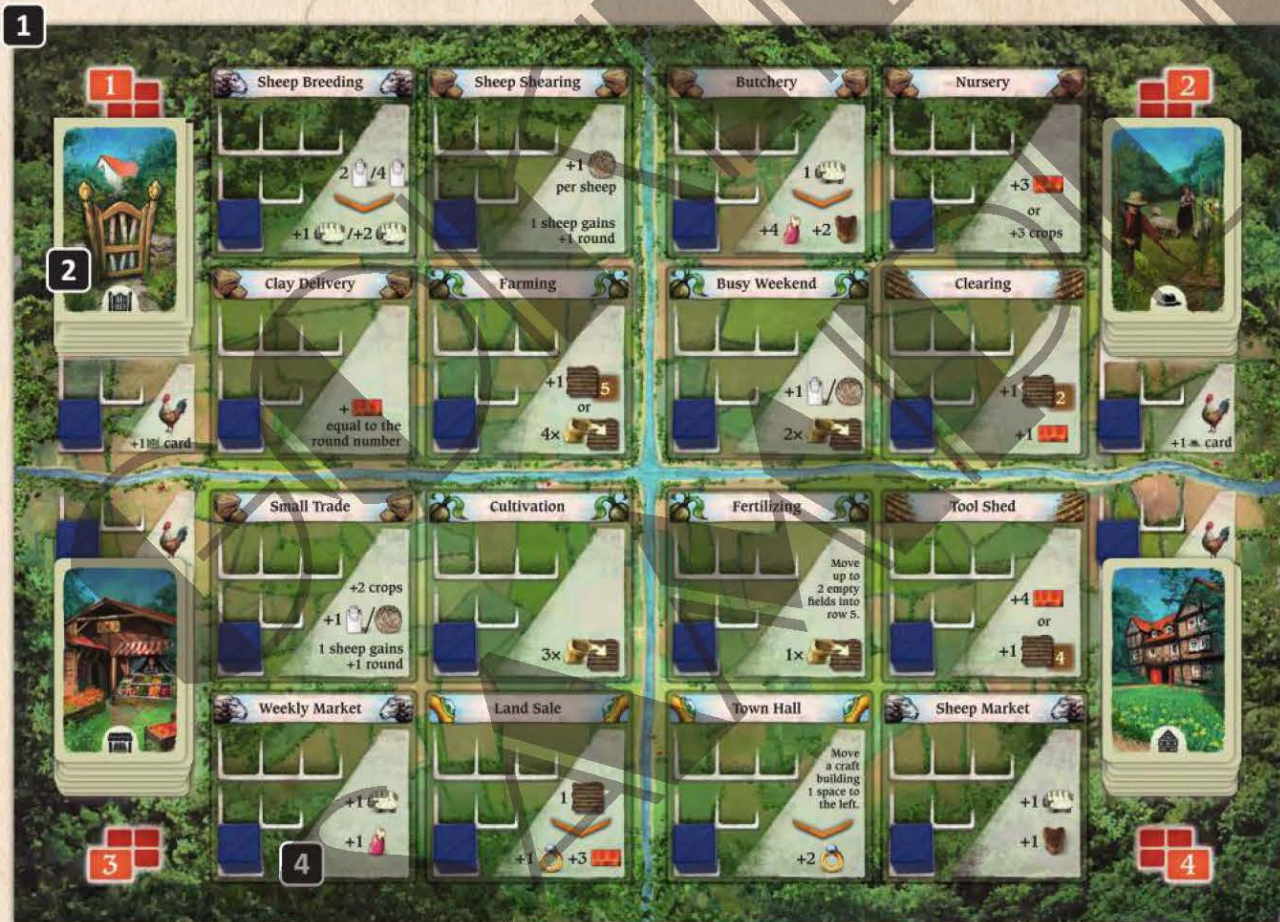 1
1
2
Sheep Breeding
Sheep Shearing
Butchery
Nursery
2 /4
+1 /+2
+1
per sheep
1 sheep gains
+1 round
1
+4 +2
+3
or
+3 crops
2
Clay Delivery
Farming
Busy Weekend
Clearing
+
equal to the
round number
+1 5
or
4x
+1 /
2x
+1 2
+1
+1 card
+1 card
Small Trade
Cultivation
Fertilizing
Tool Shed
+2 crops
+1 /
1 sheep gains
+1 round
3x
Move
up to
2 empty
fields into
row 5.
1x
+4
or
+1 4
Weekly Market
Land Sale
Town Hall
Sheep Market
+1
+1
1
+1 +3
Move
a craft
building
1 space to
the left.
+2
+1
+1
3
4
4